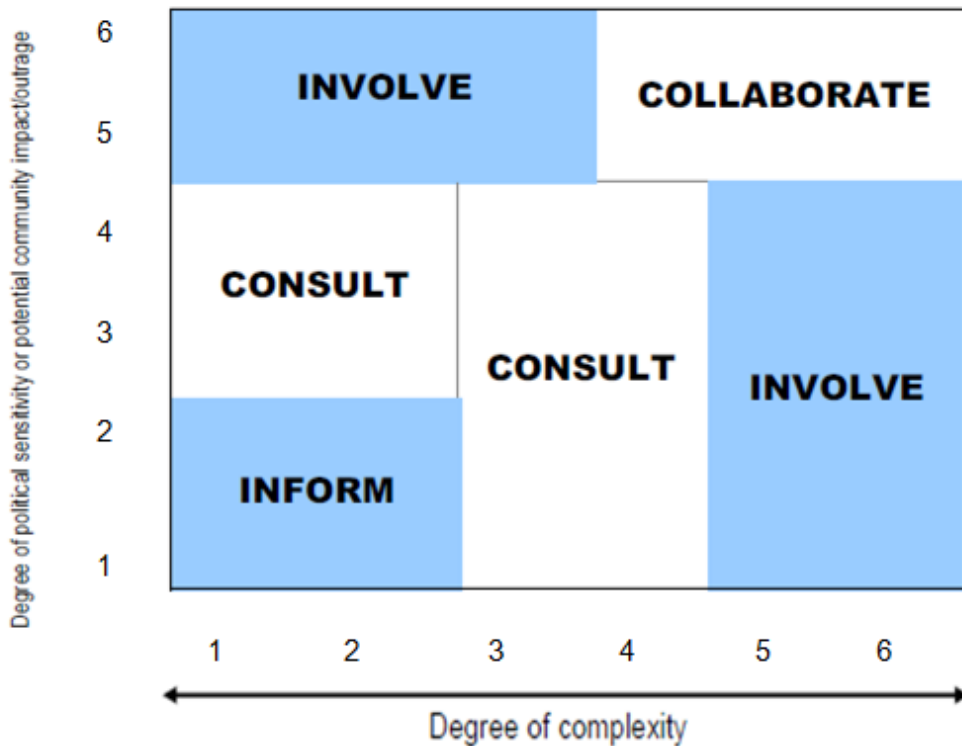 Degree of political sensitivity or potential community impact/outrage
6
5
4
3
2
1
INVOLVE
COLLABORATE
CONSULT
CONSULT
INVOLVE
INFORM
1 2 3 4 5 6
Degree of complexity